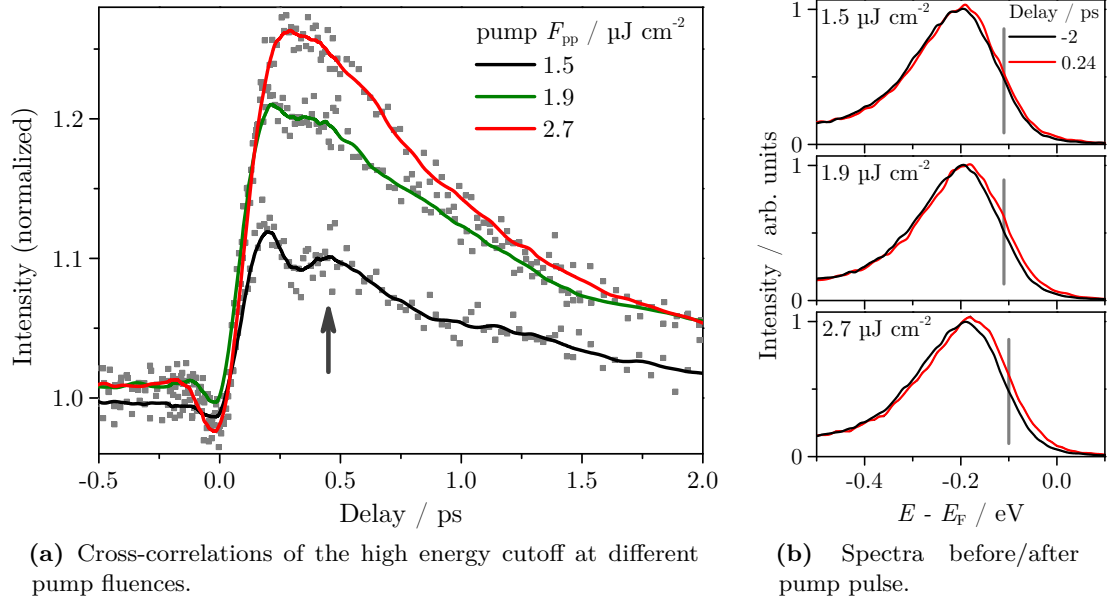 pump Fpp / µJ cm-2
1.5
1.9
2.7
Intensity (normalized)
1.2
1.1
1.0
-0.5
0.0
0.5
1.0
1.5
2.0
Delay / ps
(a) Cross-correlations of the high energy cutoff at different
pump fluences.
1.5 µJ cm-2
Delay / ps
-2
0.24
1
0
1.9 µJ cm-2
1
0
2.7 µJ cm-2
1
0
Intensity / arb. units
-0.4
-0.2
0.0
E - EF / eV
(b) Spectra before/after
pump pulse.